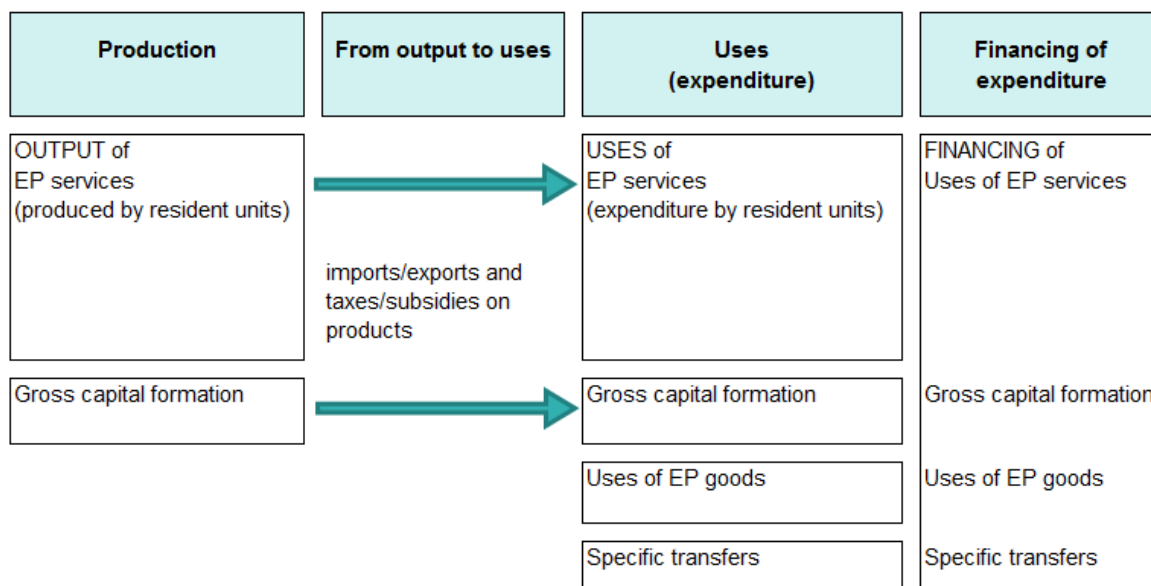 Production
From output to uses
Uses
(expenditure)
Financing of
expenditure
OUTPUT of
EP services
(produced by resident units)
imports/exports and
taxes/subsidies on
products
USES of
EP services
(expenditure by resident units)
FINANCING of
Uses of EP services
Gross capital formation
Gross capital formation
Gross capital formation
Uses of EP goods
Uses of EP goods
Specific transfers
Specific transfers